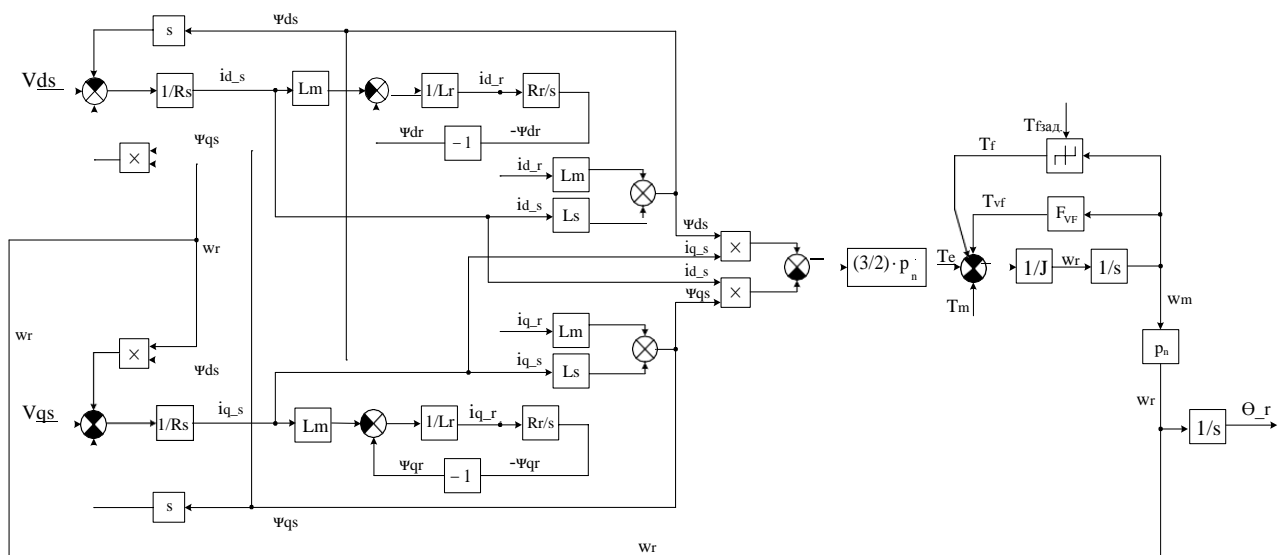 Ψds
s
Vds
1/Rs
id_s
Lm
1/Lr
id_r
Rr/s
Ψdr
− 1
-Ψdr
Ψqs
×
id_r
Lm
id_s
Ls
wr
Ψds
iq_s
×
id_s
×
Ψqs
(3/2)· pn·
Tfзад.
Tf
Tvf
FVF
Te
Tm
1/J
wr
1/s
wm
pn
wr
1/s
Θ_r
wr
×
Ψds
iq_r
Lm
iq_s
Ls
Vqs
1/Rs
iq_s
Lm
1/Lr
iq_r
Rr/s
Ψqr
− 1
-Ψqr
s
Ψqs
wr